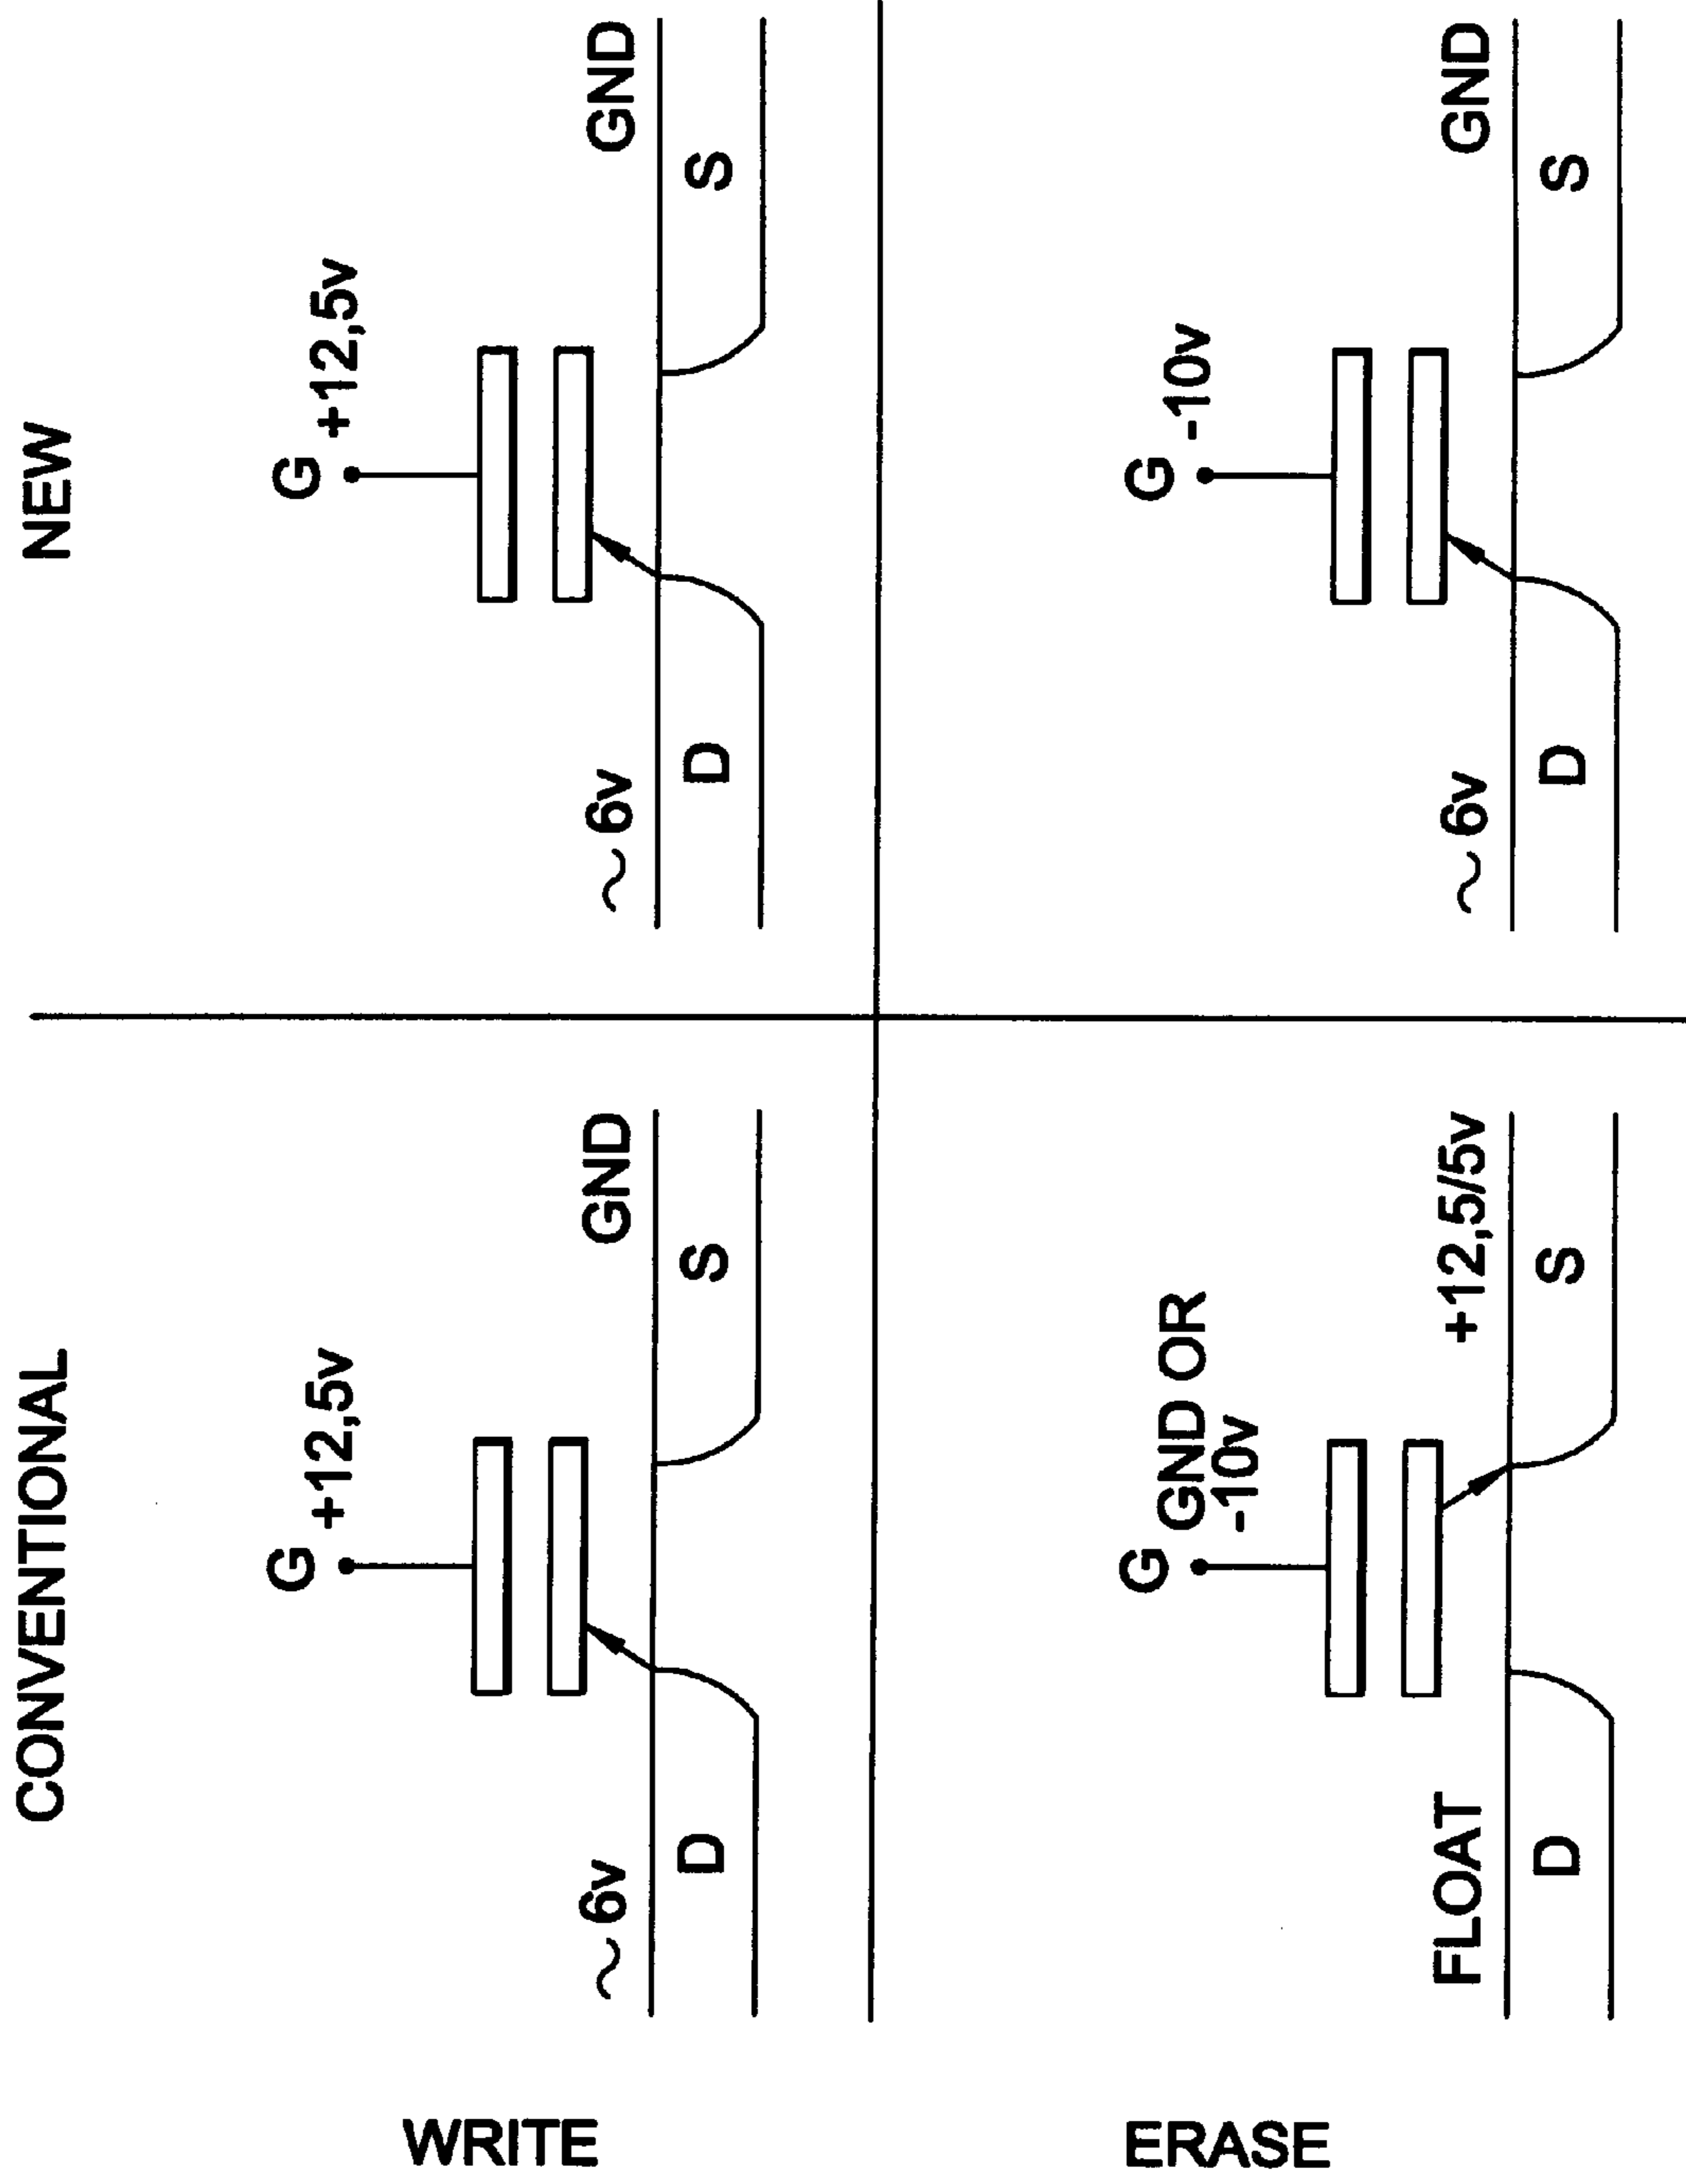 CONVENTIONAL
NEW
WRITE
G
+12,5v
~6v
GND
D
S
G
+12,5v
~6v
GND
D
S
ERASE
G
GND OR
-10v
FLOAT
+12,5/5v
D
S
G
-10v
~6v
GND
D
S